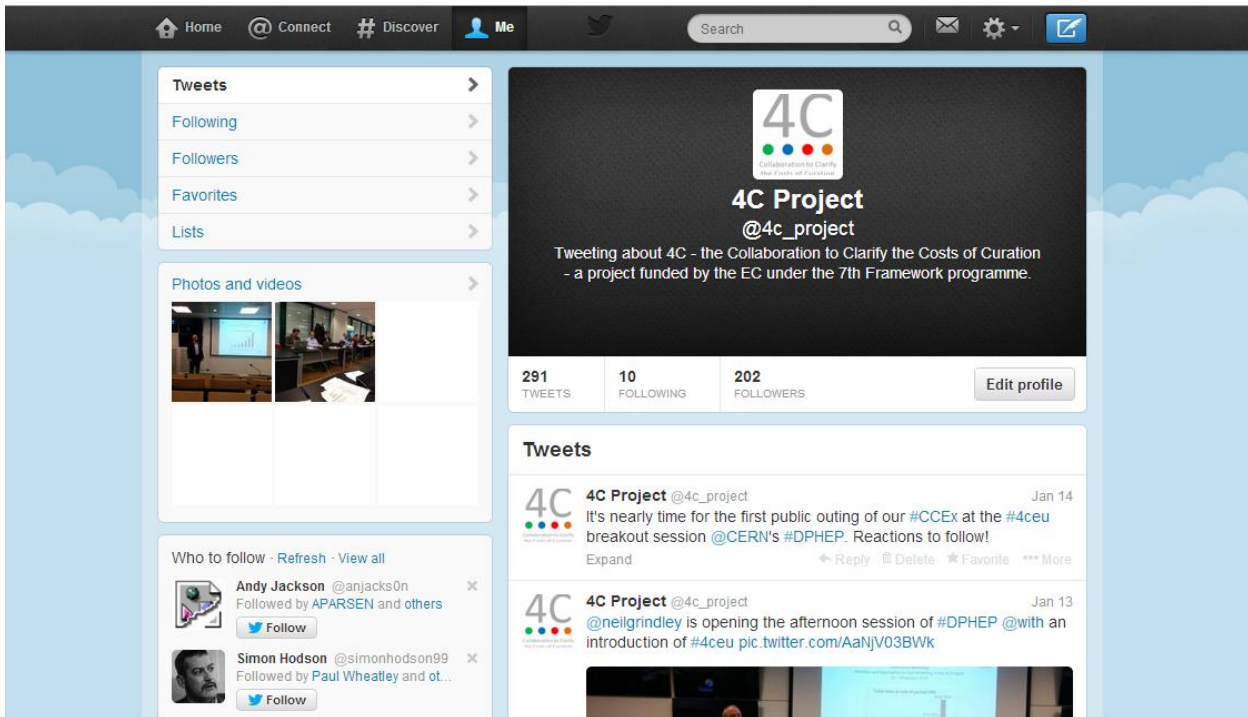 Home
@ Connect
# Discover
Me
Search
Tweets
Following
Followers
Favorites
Lists
Photos and videos
Who to follow · Refresh · View all
Andy Jackson @anjacks0n
Followed by APARSEN and others
Follow
Simon Hodson @simonhodson99
Followed by Paul Wheatley and ot...
Follow
4C
Collaboration to Clarify
the Costs of Curation
4C Project
@4c_project
Tweeting about 4C - the Collaboration to Clarify the Costs of Curation
- a project funded by the EC under the 7th Framework programme.
291
TWEETS
10
FOLLOWING
202
FOLLOWERS
Edit profile
Tweets
4C
4C Project @4c_project Jan 14
It's nearly time for the first public outing of our #CCEx at the #4ceu
breakout session @CERN's #DPHEP. Reactions to follow!
Expand Reply Delete Favorite More
4C
4C Project @4c_project Jan 13
@neilgrindley is opening the afternoon session of #DPHEP @with an
introduction of #4ceu pic.twitter.com/AaNjV03BWk